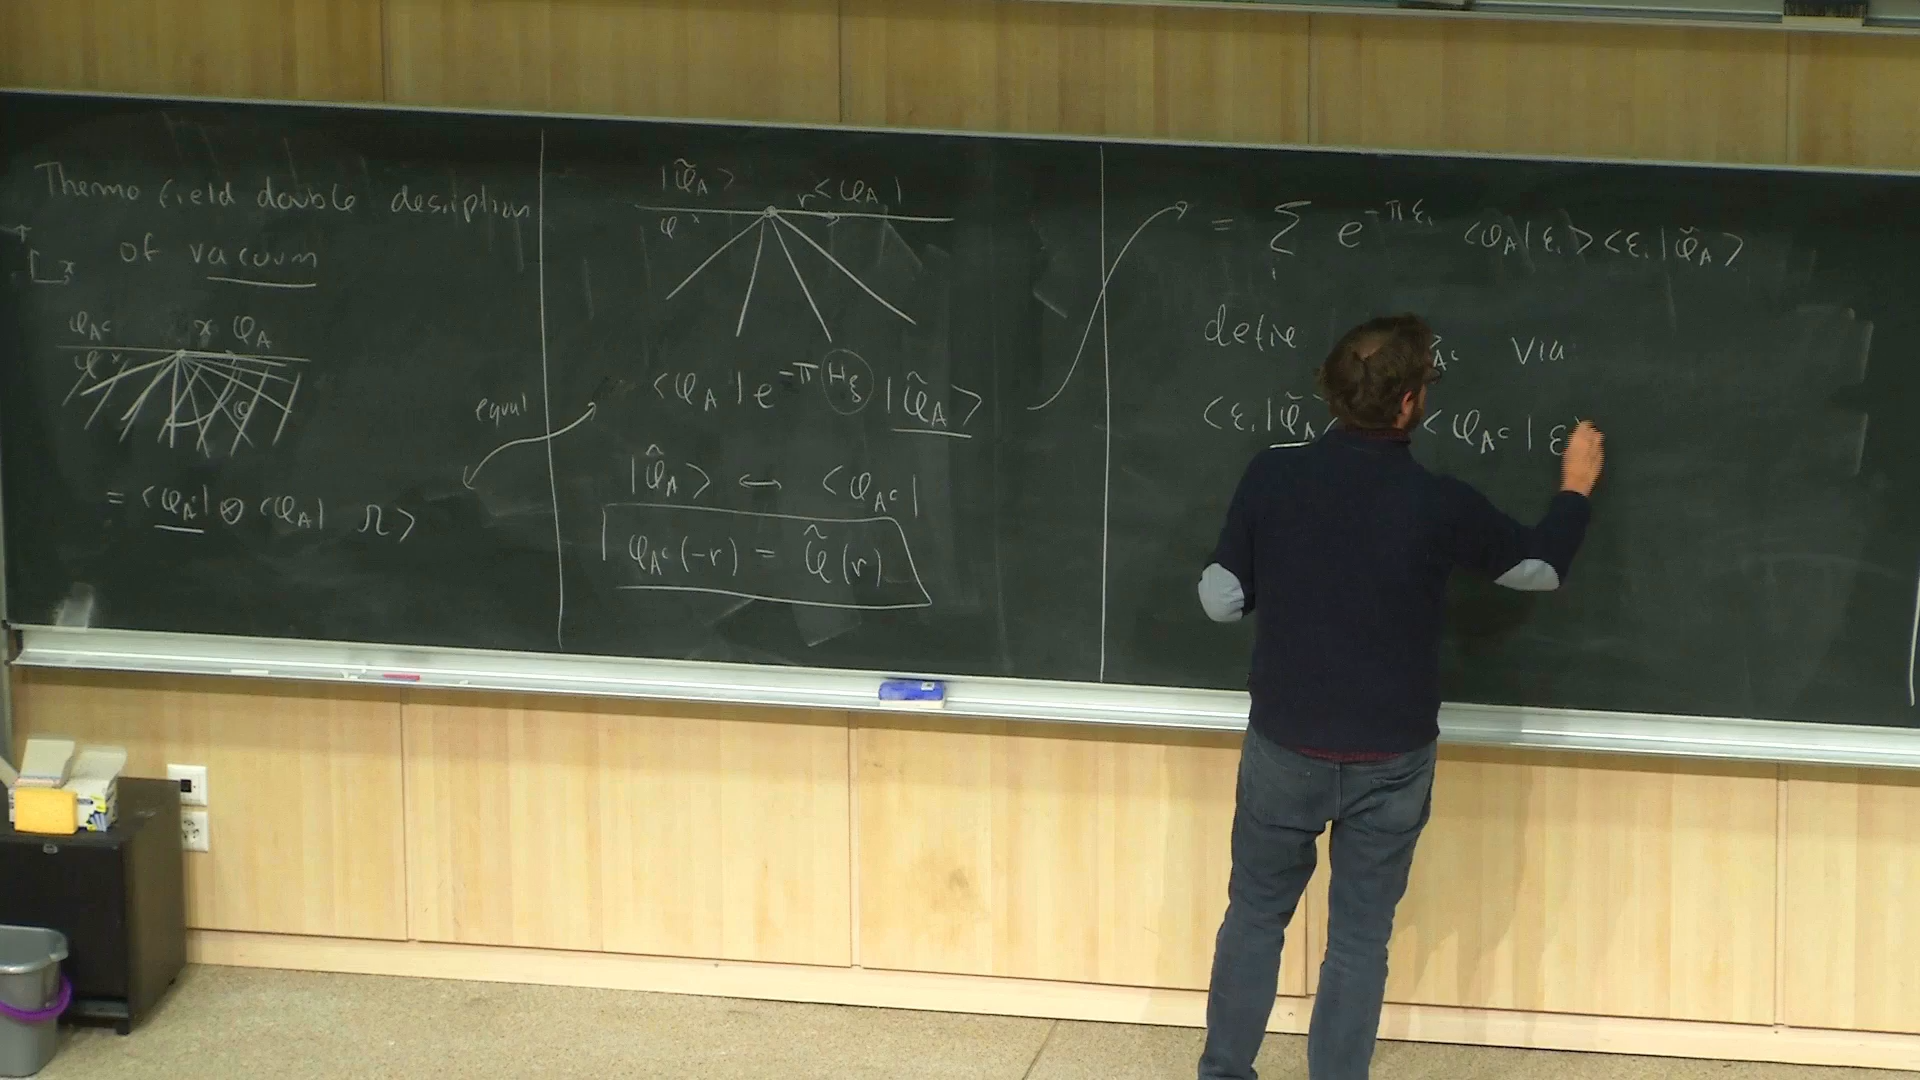 Thermo field double desciption
of vacuum
φ_{A^c} x φ_A
φ x
= <φ_{A^c}| ⊗ <φ_A| Ω>
equal
|φ̃_A> r <φ_A|
φ x
<φ_A| e^{-π H_ξ} |φ̃_A>
|φ̃_A> ↔ <φ_{A^c}|
φ_{A^c}(-r) = φ̃(r)
= Σ_i e^{-π ε_i} <φ_A|ε_i><ε_i|φ̃_A>
define via
<ε_i|φ̃_A> <φ_{A^c}|ε>